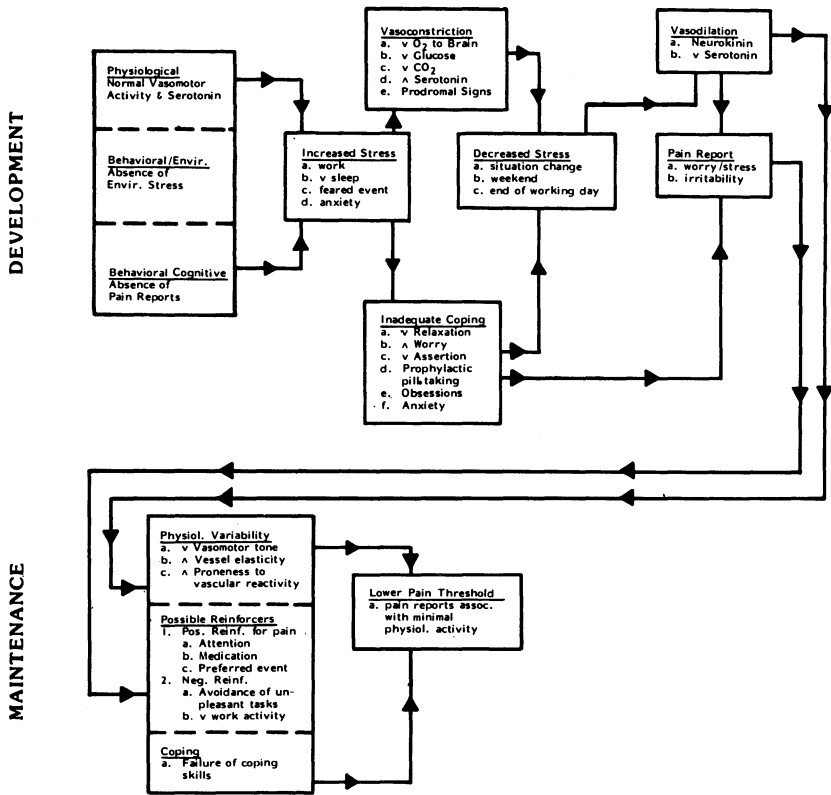 DEVELOPMENT
Physiological
Normal Vasomotor
Activity & Serotonin
Behavioral/Envir.
Absence of
Envir. Stress
Behavioral Cognitive
Absence of
Pain Reports
Increased Stress
a. work
b. v sleep
c. feared event
d. anxiety
Vasoconstriction
a. v O₂ to Brain
b. v Glucose
c. v CO₂
d. ʌ Serotonin
e. Prodromal Signs
Inadequate Coping
a. v Relaxation
b. ʌ Worry
c. v Assertion
d. Prophylactic
pill taking
e. Obsessions
f. Anxiety
Decreased Stress
a. situation change
b. weekend
c. end of working day
Vasodilation
a. Neurokinin
b. v Serotonin
Pain Report
a. worry/stress
b. irritability
MAINTENANCE
Physiol. Variability
a. v Vasomotor tone
b. ʌ Vessel elasticity
c. ʌ Proneness to
vascular reactivity
Possible Reinforcers
1. Pos. Reinf. for pain
a. Attention
b. Medication
c. Preferred event
2. Neg. Reinf.
a. Avoidance of un-
pleasant tasks
b. v work activity
Coping
a. Failure of coping
skills
Lower Pain Threshold
a. pain reports assoc.
with minimal
physiol. activity